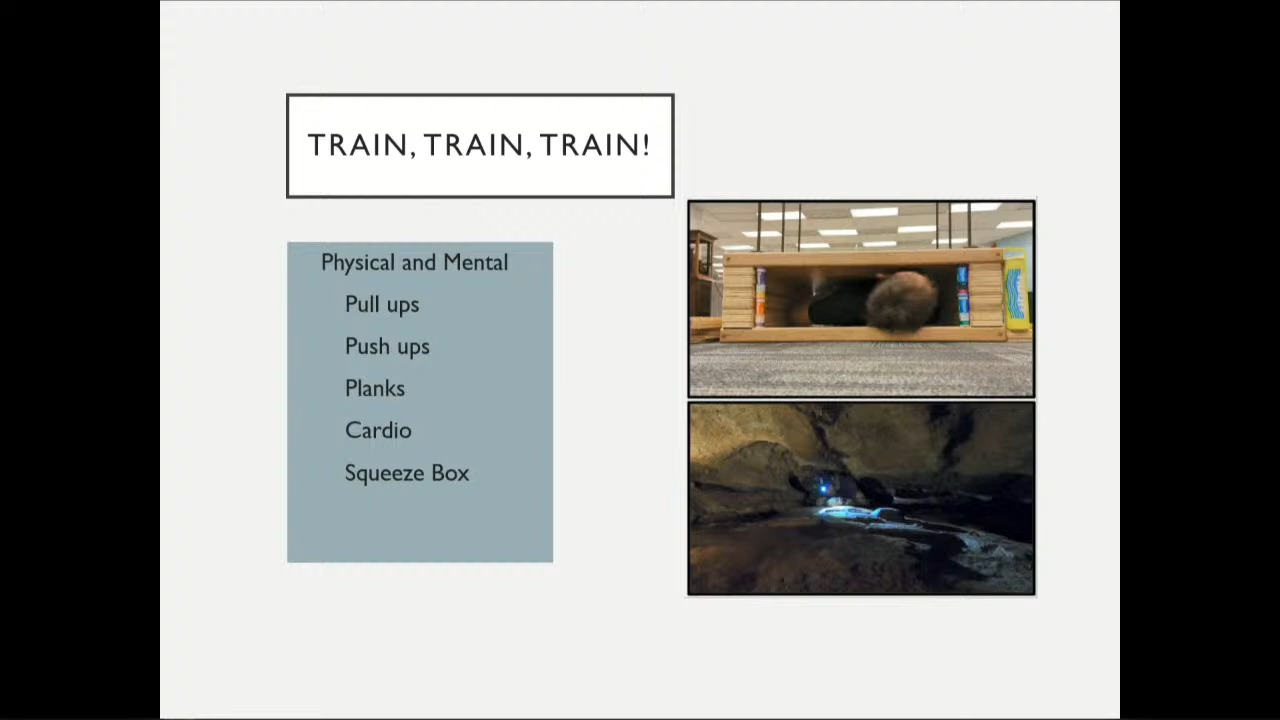 TRAIN, TRAIN, TRAIN!
Physical and Mental
Pull ups
Push ups
Planks
Cardio
Squeeze Box